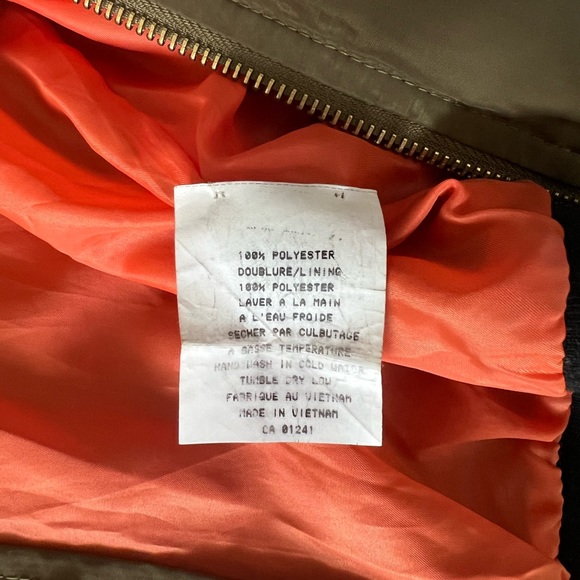 100% POLYESTER
DOUBLURE/LINING
100% POLYESTER
LAVER A LA MAIN
A L'EAU FROIDE
SECHER PAR CULBUTAGE
A BASSE TEMPERATURE
HAND WASH IN COLD WATER
TUMBLE DRY LOW
FABRIQUE AU VIETNAM
MADE IN VIETNAM
CA 01241